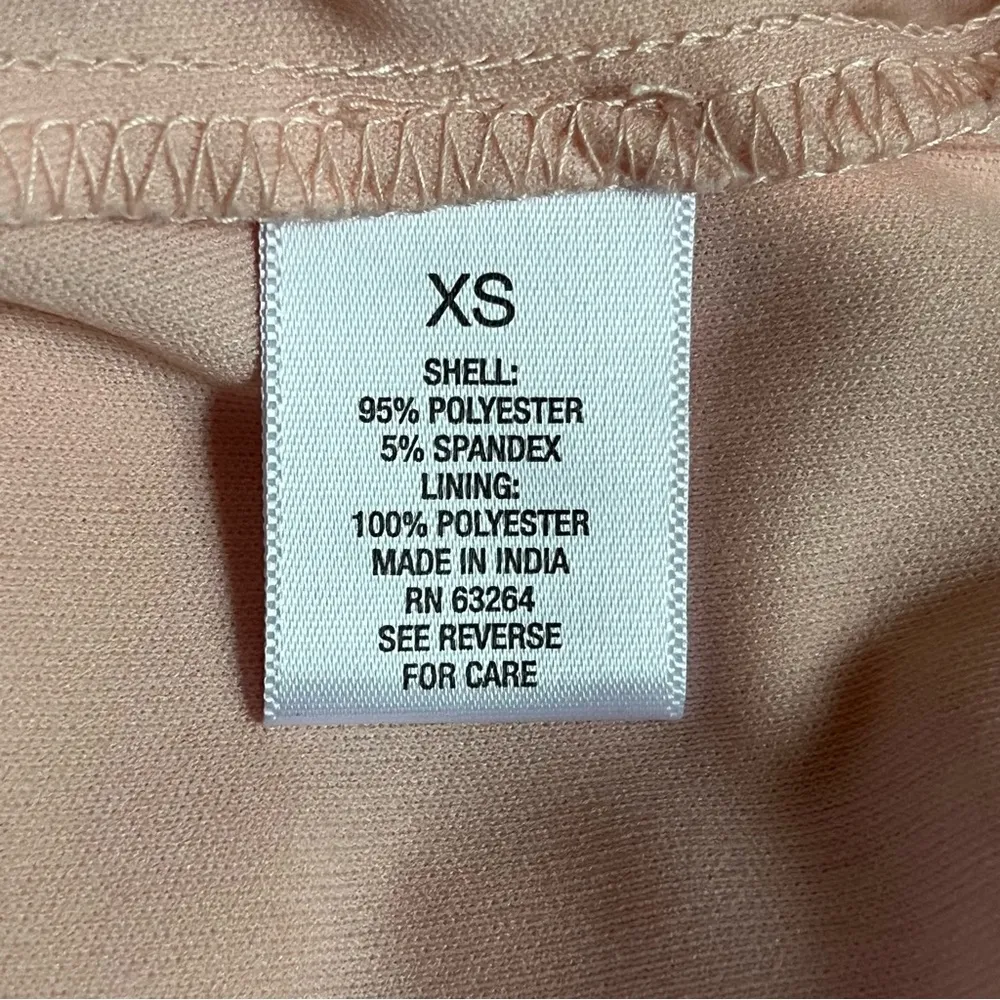 XS
SHELL:
95% POLYESTER
5% SPANDEX
LINING:
100% POLYESTER
MADE IN INDIA
RN 63264
SEE REVERSE
FOR CARE